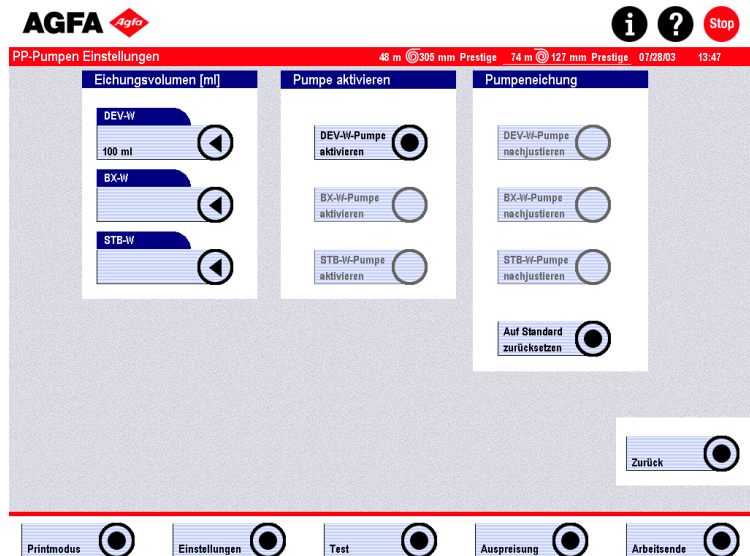 AGFA Agfa
i ? Stop
PP-Pumpen Einstellungen 48 m 305 mm Prestige 74 m 127 mm Prestige 07/28/03 13:47
Eichungsvolumen [ml]
DEV-W
100 ml
BX-W
STB-W
Pumpe aktivieren
DEV-W-Pumpe
aktivieren
BX-W-Pumpe
aktivieren
STB-W-Pumpe
aktivieren
Pumpeneichung
DEV-W-Pumpe
nachjustieren
BX-W-Pumpe
nachjustieren
STB-W-Pumpe
nachjustieren
Auf Standard
zurücksetzen
Zurück
Printmodus
Einstellungen
Test
Auspreisung
Arbeitsende